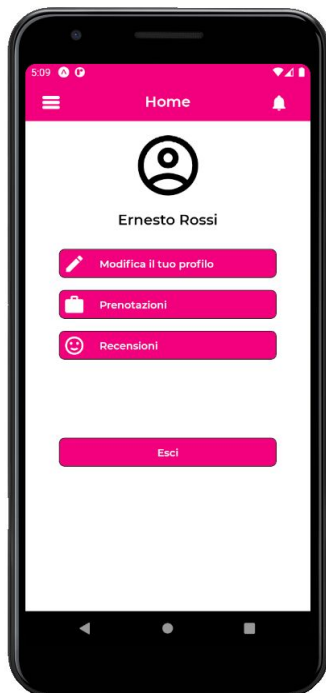 5:09
Home
Ernesto Rossi
Modifica il tuo profilo
Prenotazioni
Recensioni
Esci